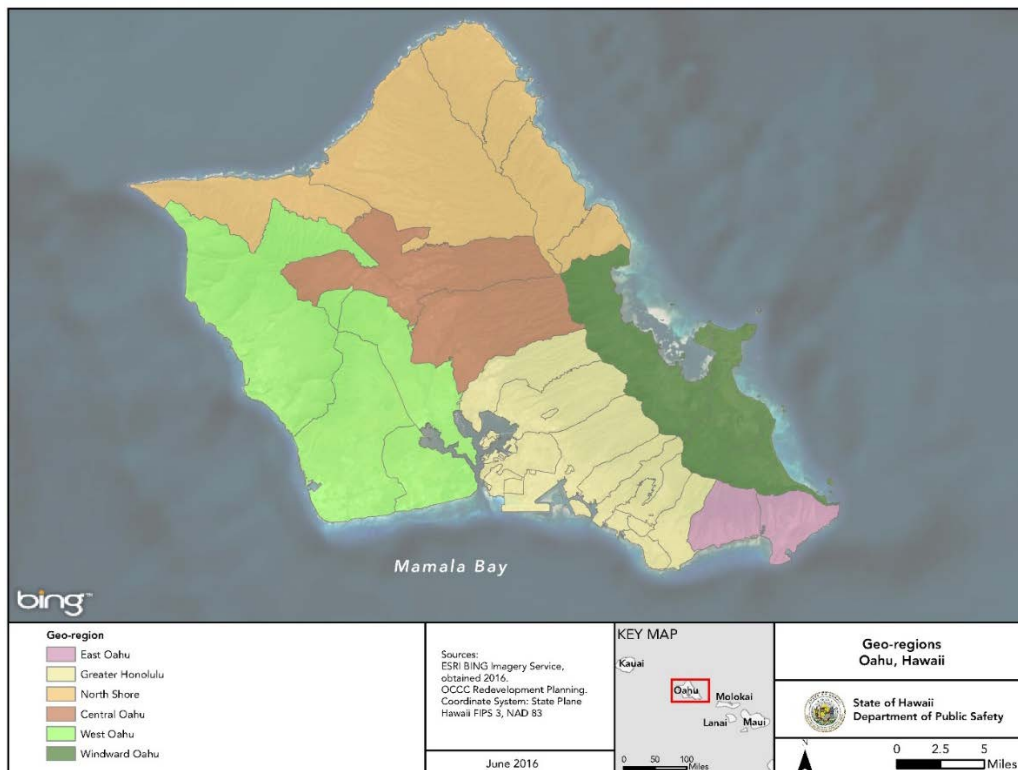 Mamala Bay
bing™
Geo-region
East Oahu
Greater Honolulu
North Shore
Central Oahu
West Oahu
Windward Oahu
Sources:
ESRI BING Imagery Service,
obtained 2016.
OCCC Redevelopment Planning.
Coordinate System: State Plane
Hawaii FIPS 3, NAD 83
June 2016
KEY MAP
Kauai
Oahu
Molokai
Lanai
Maui
0 50 100
Miles
Geo-regions
Oahu, Hawaii
State of Hawaii
Department of Public Safety
N
0 2.5 5
Miles